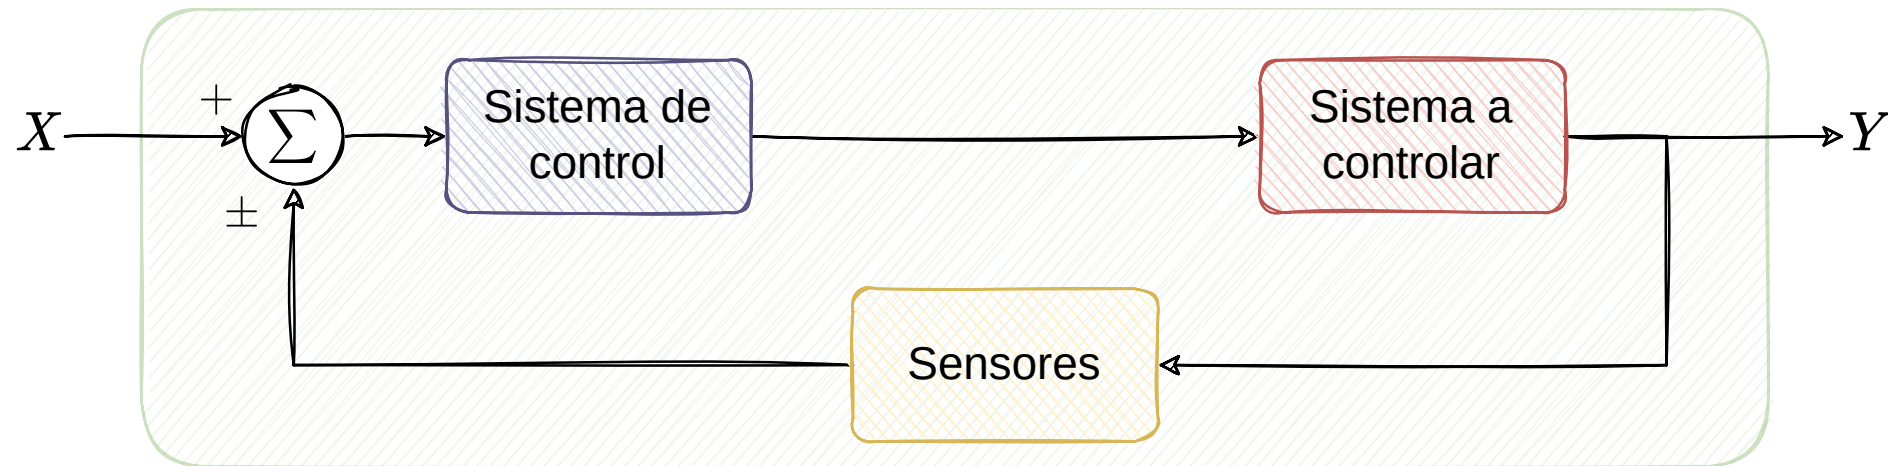 +
X
Σ
Sistema de
control
Sistema a
controlar
Y
±
Sensores